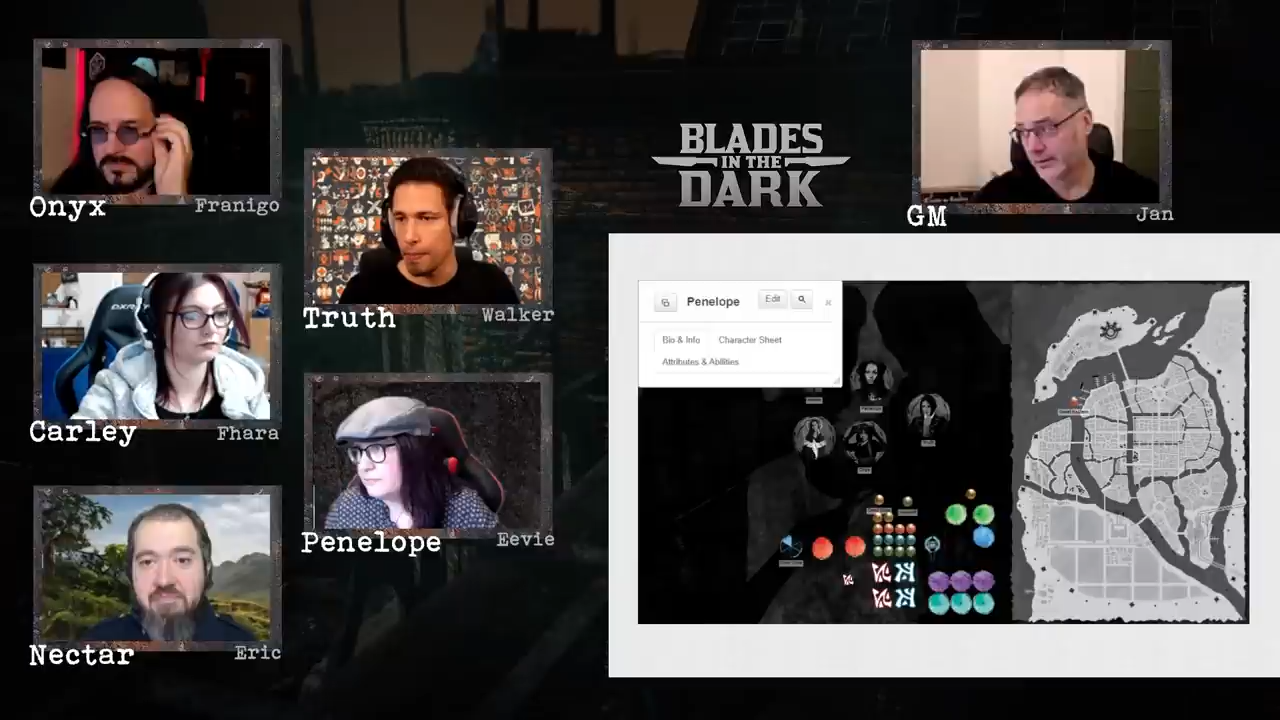 Onyx
Franigo
Truth
Walker
Carley
Fhara
DXR
Penelope
Eevie
Nectar
Eric
BLADES
IN THE
DARK
GM
Jan
Penelope
Edit
Bio & Info
Character Sheet
Attributes & Abilities